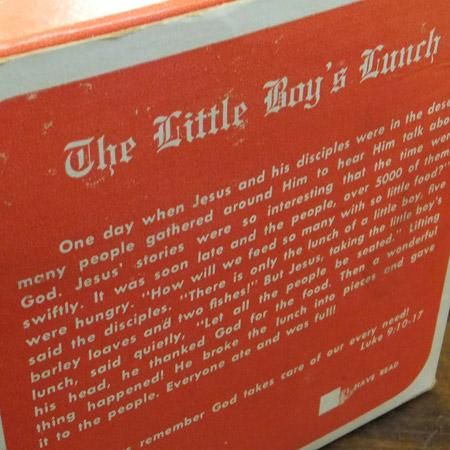 The Little Boy's Lunch
One day when Jesus and his disciples were in the
many people gathered around Him to hear Him talk
God. Jesus' stories were so interesting that the time
swiftly. It was soon late and the people, over 5000 of them
were hungry. "How will we feed so many with so little food?"
said the disciples. "There is only the lunch of a little boy, five
barley loaves and two fishes!" But Jesus, taking the little boy's
lunch, said quietly, "Let all the people be seated." Lifting
his head, he thanked God for the food. Then a wonderful
thing happened! He broke the lunch into pieces and gave
it to the people. Everyone ate and was full!
remember God takes care of our every need!
Luke 9:10-17
HAVE READ